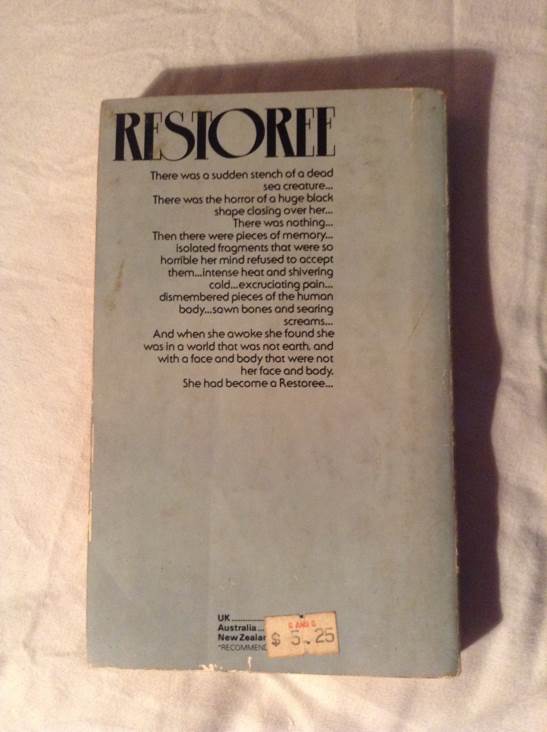 RESTOREE
There was a sudden stench of a dead
sea creature...
There was the horror of a huge black
shape closing over her...
There was nothing...
Then there were pieces of memory...
isolated fragments that were so
horrible her mind refused to accept
them...intense heat and shivering
cold...excruciating pain...
dismembered pieces of the human
body...sawn bones and searing
screams...
And when she awoke she found she
was in a world that was not earth, and
with a face and body that were not
her face and body.
She had become a Restoree...
UK
Australia...
New Zealan
*RECOMMEND
$ 5.25